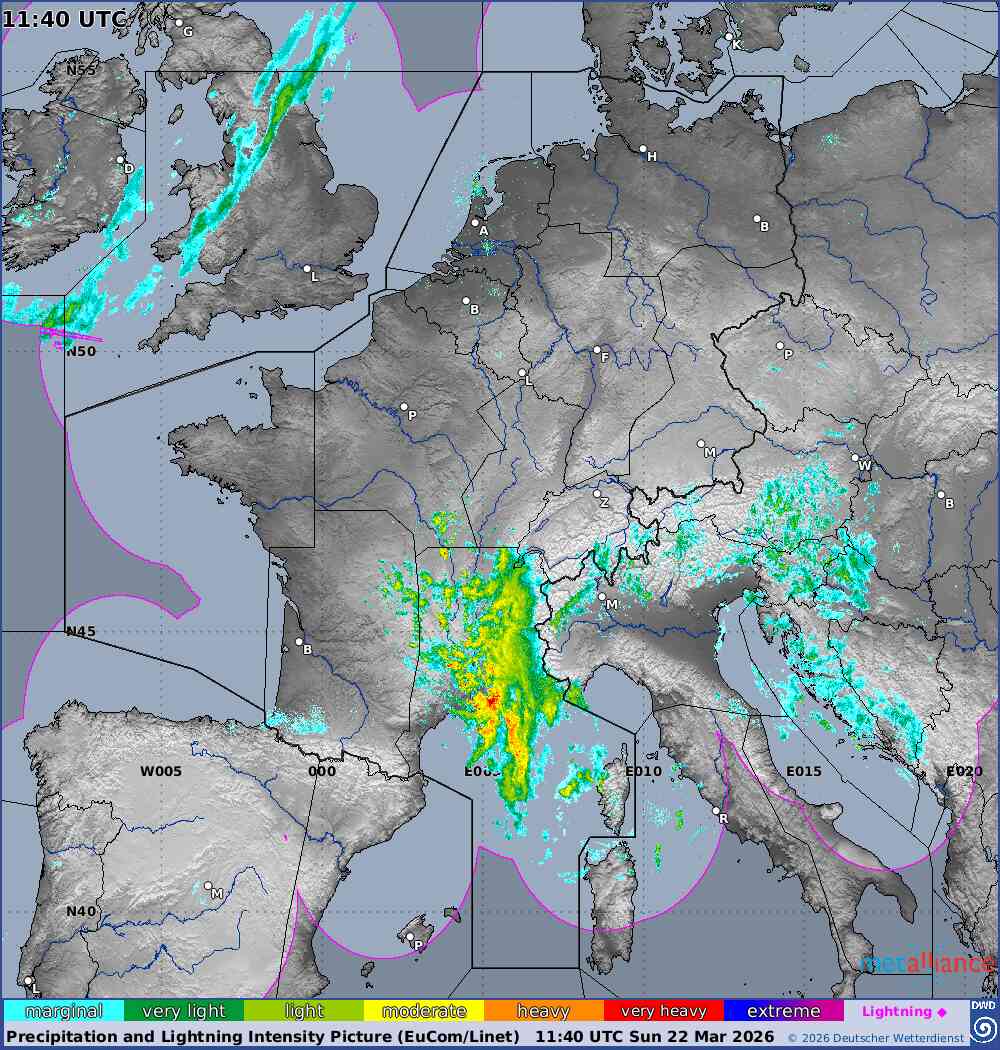 11:40 UTC
G
K
N55
H
D
A
B
L
B
N50
P
F
L
P
M
W
B
Z
M
N45
B
W005
000
E010
E015
E020
R
M
N40
P
L
metalliance
marginal
very light
light
moderate
heavy
very heavy
extreme
Lightning ◆
DWD
Precipitation and Lightning Intensity Picture (EuCom/Linet) 11:40 UTC Sun 22 Mar 2026 © 2026 Deutscher Wetterdienst